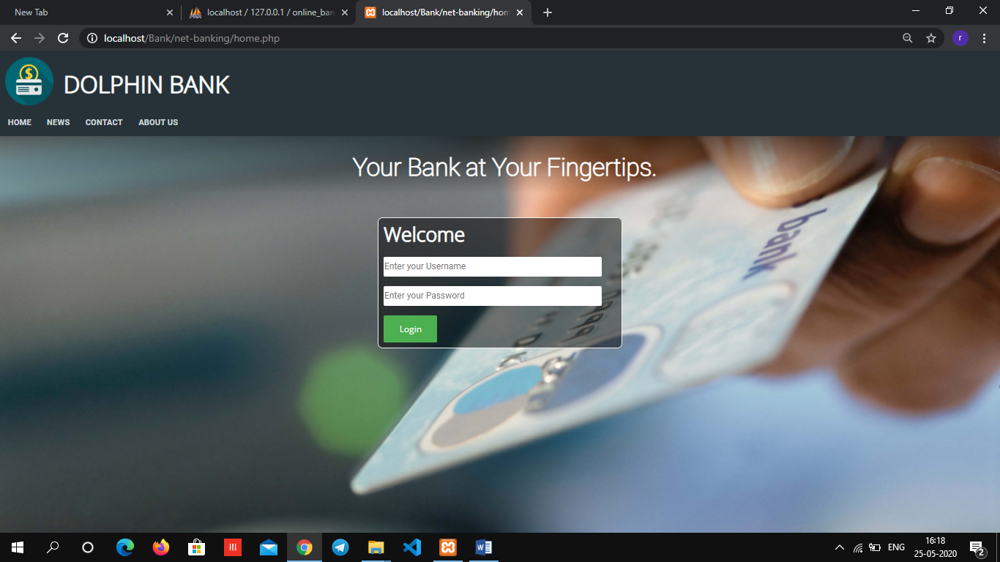 New Tab
localhost / 127.0.0.1 / online_ban
localhost/Bank/net-banking/hom
localhost/Bank/net-banking/home.php
r
$
DOLPHIN BANK
HOME NEWS CONTACT ABOUT US
Your Bank at Your Fingertips.
bank
Welcome
Enter your Username
Enter your Password
Login
ENG
16:18
25-05-2020
2